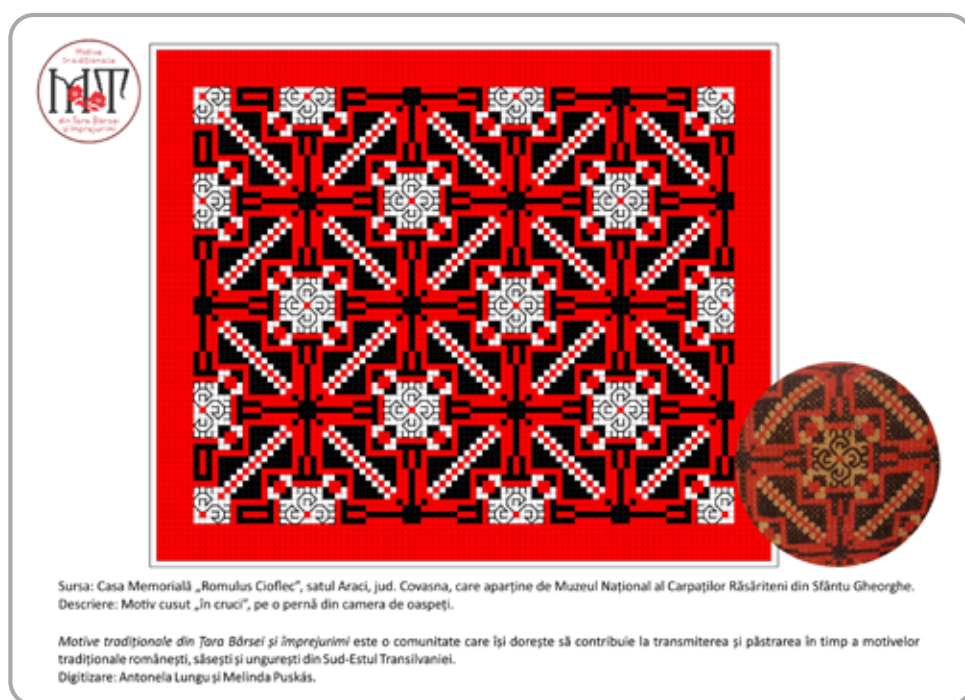 Motive
tradiționale
MT
din Țara Bârsei
și împrejurimi
Sursa: Casa Memorială „Romulus Cioflec”, satul Araci, jud. Covasna, care aparține de Muzeul Național al Carpaților Răsăriteni din Sfântu Gheorghe.
Descriere: Motiv cusut „în cruci”, pe o pernă din camera de oaspeți.
Motive tradiționale din Țara Bârsei și împrejurimi este o comunitate care își dorește să contribuie la transmiterea și păstrarea în timp a motivelor
tradiționale românești, săsești și ungurești din Sud-Estul Transilvaniei.
Digitizare: Antonela Lungu și Melinda Puskás.